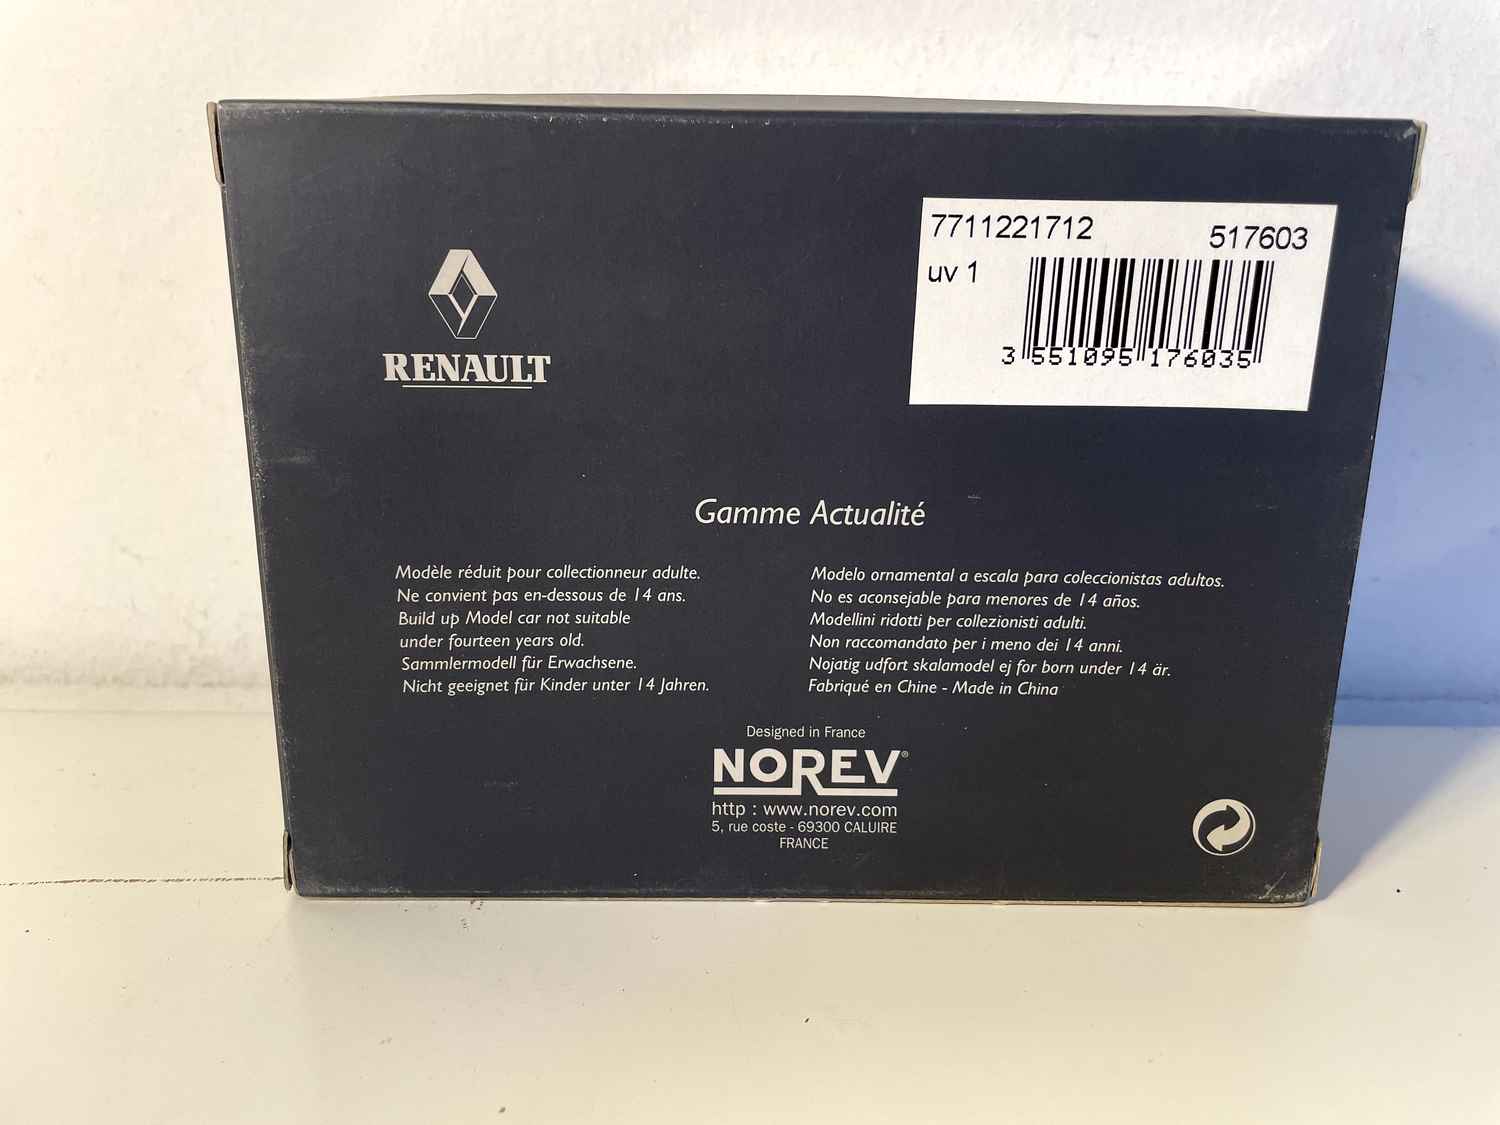 7711221712
517603
uv 1
3 551095 176035
RENAULT
Gamme Actualité
Modèle réduit pour collectionneur adulte.
Ne convient pas en-dessous de 14 ans.
Build up Model car not suitable
under fourteen years old.
Sammlermodell für Erwachsene.
Nicht geeignet für Kinder unter 14 Jahren.
Modelo ornamental a escala para coleccionistas adultos.
No es aconsejable para menores de 14 años.
Modellini ridotti per collezionisti adulti.
Non raccomandato per i meno dei 14 anni.
Nojatig udfort skalamodel ej for born under 14 är.
Fabriqué en Chine - Made in China
Designed in France
NOREV®
http : www.norev.com
5, rue coste - 69300 CALUIRE
FRANCE